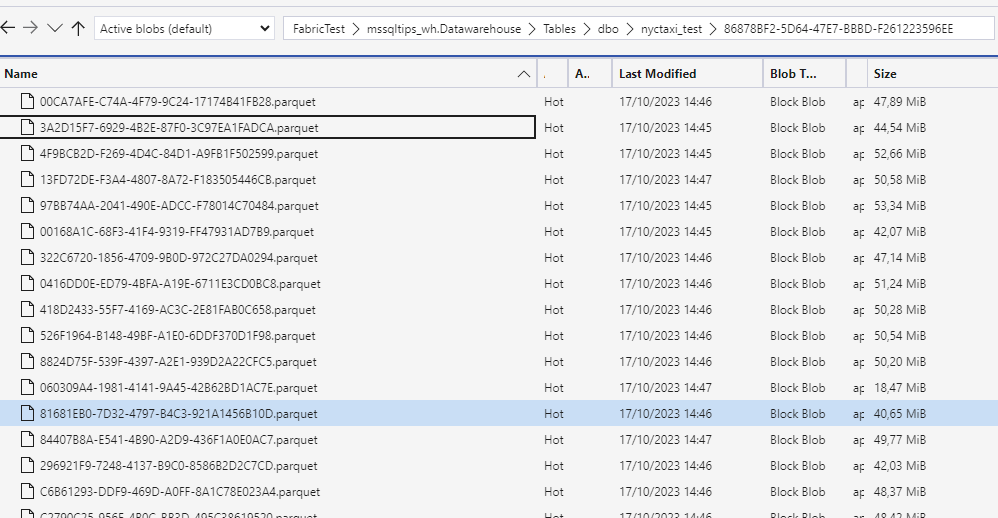 Active blobs (default) FabricTest mssqltips_wh.Datawarehouse Tables dbo nyctaxi_test 86878BF2-5D64-47E7-BBBD-F261223596EE
Name A.. Last Modified Blob T... Size
00CA7AFE-C74A-4F79-9C24-17174B41FB28.parquet Hot 17/10/2023 14:46 Block Blob ap 47,89 MiB
3A2D15F7-6929-4B2E-87F0-3C97EA1FADCA.parquet Hot 17/10/2023 14:45 Block Blob ap 44,54 MiB
4F9BCB2D-F269-4D4C-84D1-A9FB1F502599.parquet Hot 17/10/2023 14:45 Block Blob ap 52,66 MiB
13FD72DE-F3A4-4807-8A72-F183505446CB.parquet Hot 17/10/2023 14:47 Block Blob ap 50,58 MiB
97BB74AA-2041-490E-ADCC-F78014C70484.parquet Hot 17/10/2023 14:45 Block Blob ap 53,34 MiB
00168A1C-68F3-41F4-9319-FF47931AD7B9.parquet Hot 17/10/2023 14:45 Block Blob ap 42,07 MiB
322C6720-1856-4709-9B0D-972C27DA0294.parquet Hot 17/10/2023 14:46 Block Blob ap 47,14 MiB
0416DD0E-ED79-4BFA-A19E-6711E3CD0BC8.parquet Hot 17/10/2023 14:46 Block Blob ap 51,24 MiB
418D2433-55F7-4169-AC3C-2E81FAB0C658.parquet Hot 17/10/2023 14:46 Block Blob ap 50,28 MiB
526F1964-B148-49BF-A1E0-6DDF370D1F98.parquet Hot 17/10/2023 14:46 Block Blob ap 50,54 MiB
8824D75F-539F-4397-A2E1-939D2A22CFC5.parquet Hot 17/10/2023 14:46 Block Blob ap 50,20 MiB
060309A4-1981-4141-9A45-42B62BD1AC7E.parquet Hot 17/10/2023 14:47 Block Blob ap 18,47 MiB
81681EB0-7D32-4797-B4C3-921A1456B10D.parquet Hot 17/10/2023 14:46 Block Blob ap 40,65 MiB
84407B8A-E541-4B90-A2D9-436F1A0E0AC7.parquet Hot 17/10/2023 14:47 Block Blob ap 49,77 MiB
296921F9-7248-4137-B9C0-8586B2D2C7CD.parquet Hot 17/10/2023 14:46 Block Blob ap 42,03 MiB
C6B61293-DDF9-469D-A0FF-8A1C78E023A4.parquet Hot 17/10/2023 14:46 Block Blob ap 48,37 MiB
Hot 17/10/2023 14:46 Block Blob ap 48,42 MiB